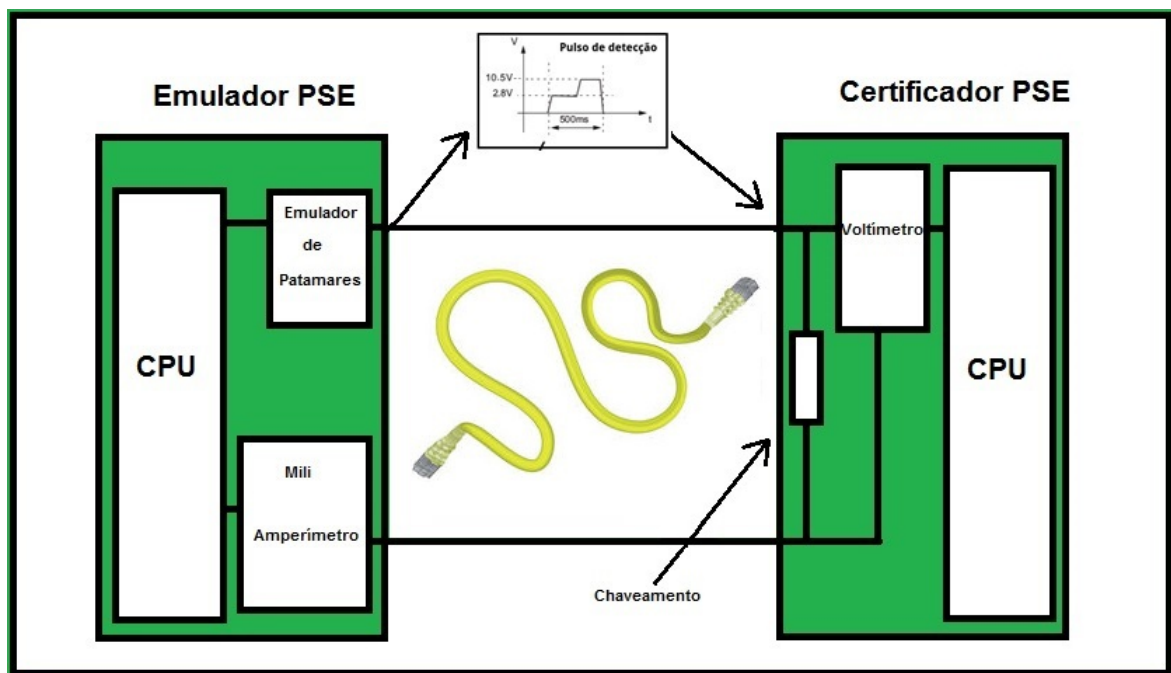 Pulso de detecção
V
10.5V
2.8V
500ms
t
Emulador PSE
Certificador PSE
Emulador
de
Patamares
Voltímetro
CPU
CPU
Mili
Amperímetro
Chaveamento